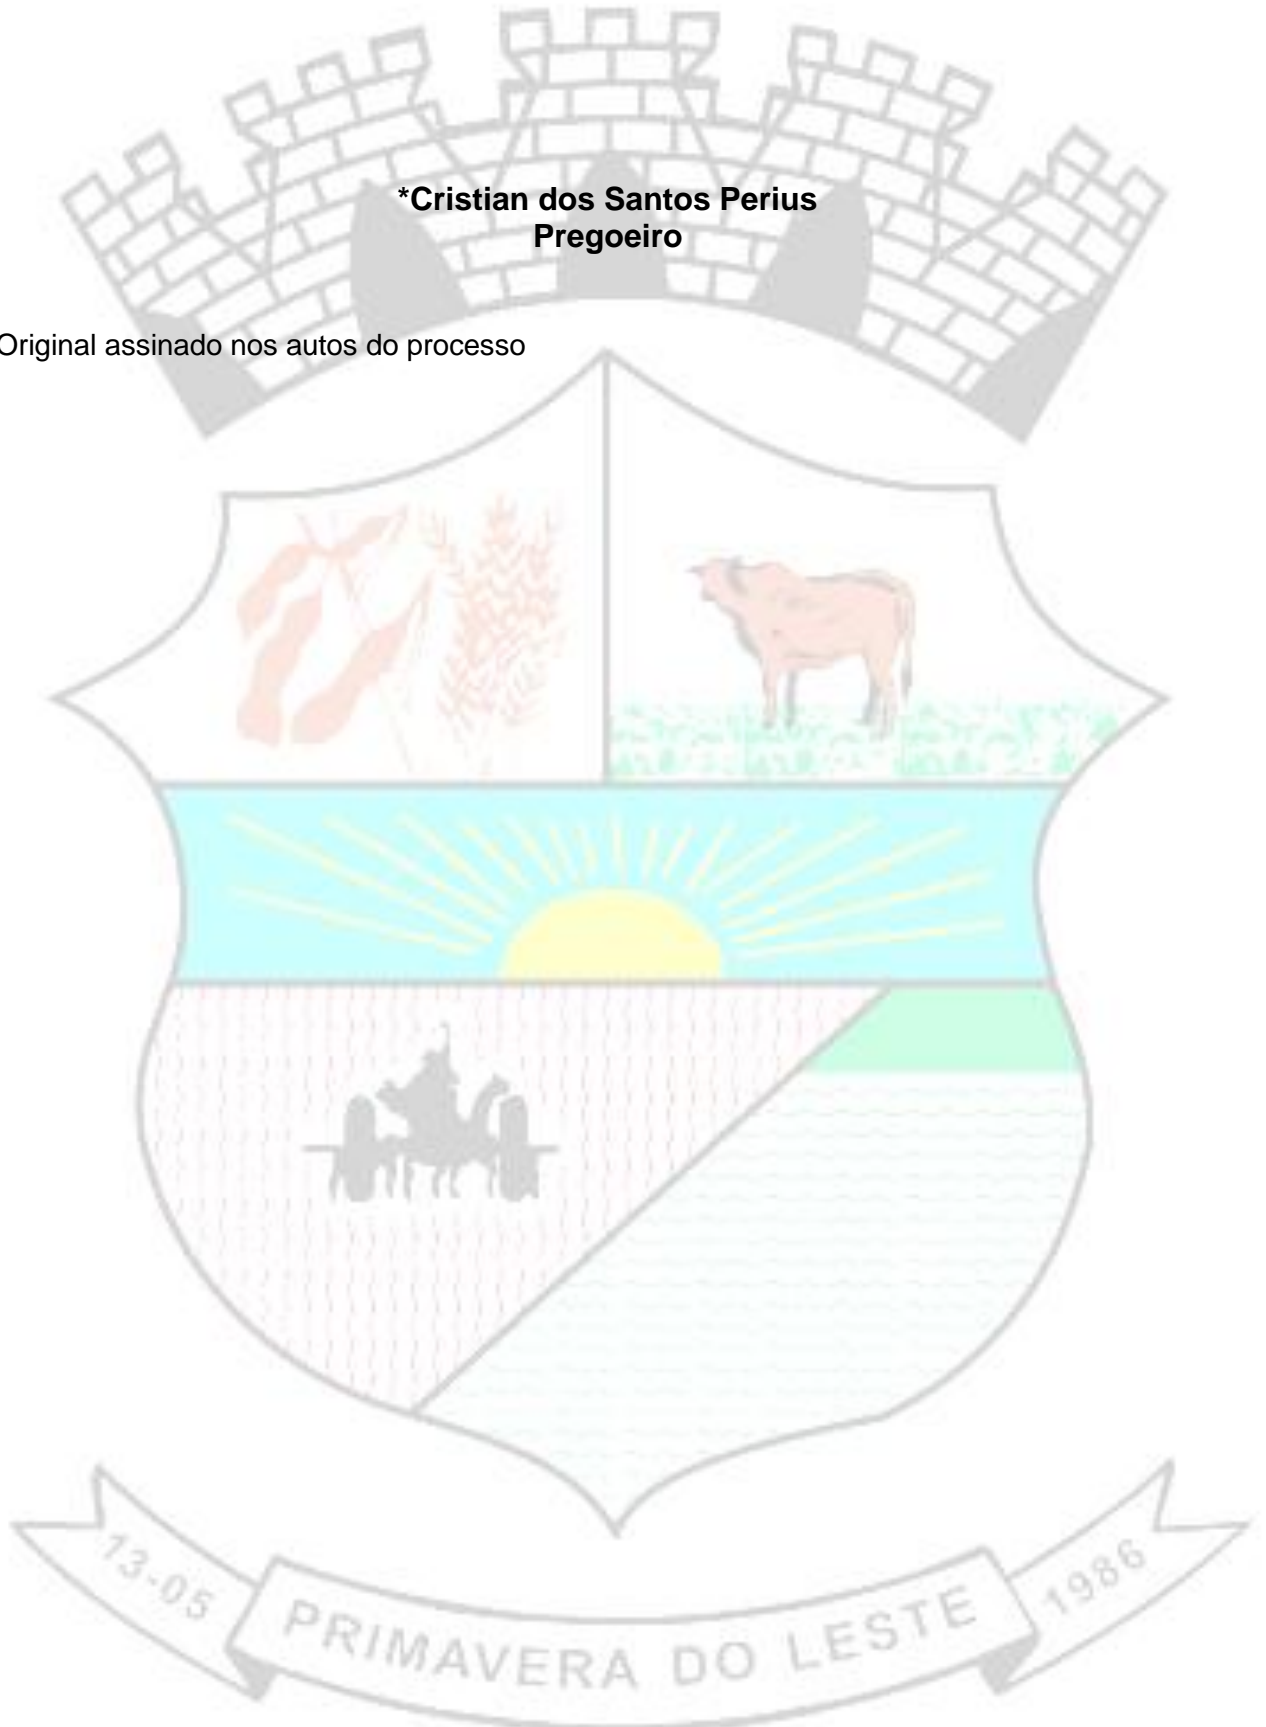 *Cristian dos Santos Perius
Pregoeiro
Original assinado nos autos do processo
13-05
PRIMAVERA DO LESTE
1986